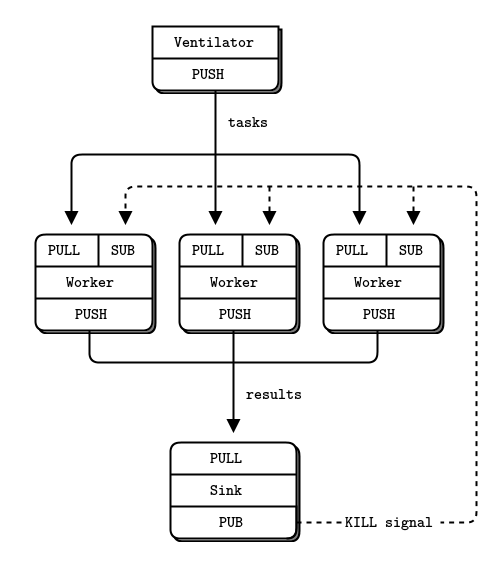 Ventilator
PUSH
tasks
PULL SUB PULL SUB PULL SUB
Worker Worker Worker
PUSH PUSH PUSH
results
PULL
Sink
PUB KILL signal